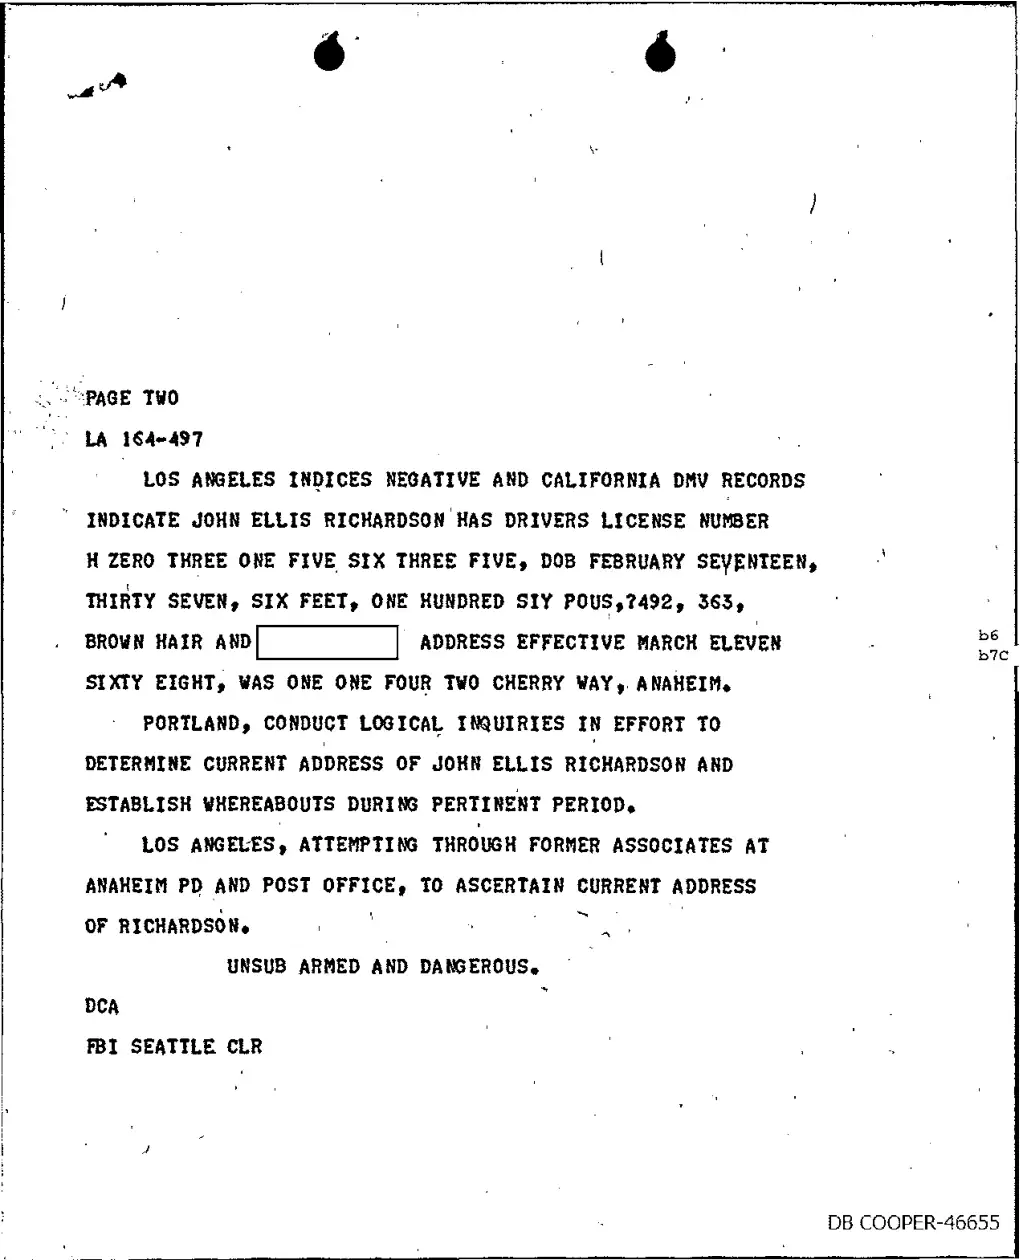 PAGE TWO
LA 164-497
LOS ANGELES INDICES NEGATIVE AND CALIFORNIA DMV RECORDS
INDICATE JOHN ELLIS RICHARDSON HAS DRIVERS LICENSE NUMBER
H ZERO THREE ONE FIVE SIX THREE FIVE, DOB FEBRUARY SEVENTEEN,
THIRTY SEVEN, SIX FEET, ONE HUNDRED SIY POUS,?492, 363,
BROWN HAIR AND ADDRESS EFFECTIVE MARCH ELEVEN
b6
b7C
SIXTY EIGHT, WAS ONE ONE FOUR TWO CHERRY WAY, ANAHEIM.
PORTLAND, CONDUCT LOGICAL INQUIRIES IN EFFORT TO
DETERMINE CURRENT ADDRESS OF JOHN ELLIS RICHARDSON AND
ESTABLISH WHEREABOUTS DURING PERTINENT PERIOD.
LOS ANGELES, ATTEMPTING THROUGH FORMER ASSOCIATES AT
ANAHEIM PD AND POST OFFICE, TO ASCERTAIN CURRENT ADDRESS
OF RICHARDSON.
UNSUB ARMED AND DANGEROUS.
DCA
FBI SEATTLE CLR
DB COOPER-46655